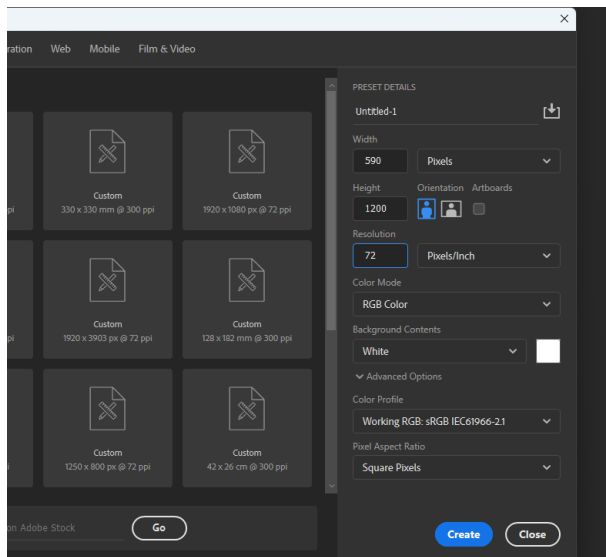 ration Web Mobile Film & Video
PRESET DETAILS
Untitled-1
Width
590 Pixels
Height Orientation Artboards
1200
Resolution
72 Pixels/Inch
Color Mode
RGB Color
Background Contents
White
Advanced Options
Color Profile
Working RGB: sRGB IEC61966-2.1
Pixel Aspect Ratio
Square Pixels
Create Close
Custom Custom
pi 330 x 330 mm @ 300 ppi 1920 x 1080 px @ 72 ppi
Custom Custom
pi 1920 x 3903 px @ 72 ppi 128 x 182 mm @ 300 ppi
Custom Custom
i 1250 x 800 px @ 72 ppi 42 x 26 cm @ 300 ppi
on Adobe Stock Go